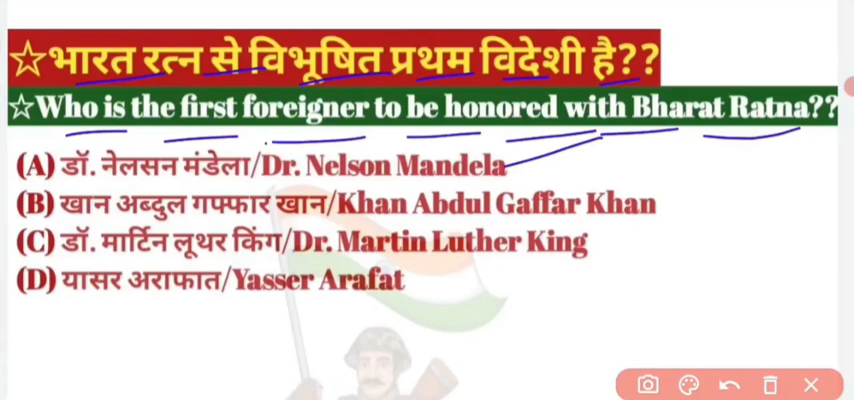 ☆भारत रत्न से विभूषित प्रथम विदेशी है??
☆Who is the first foreigner to be honored with Bharat Ratna??
(A) डॉ. नेलसन मंडेला/Dr. Nelson Mandela
(B) खान अब्दुल गफ्फार खान/Khan Abdul Gaffar Khan
(C) डॉ. मार्टिन लूथर किंग/Dr. Martin Luther King
(D) यासर अराफात/Yasser Arafat